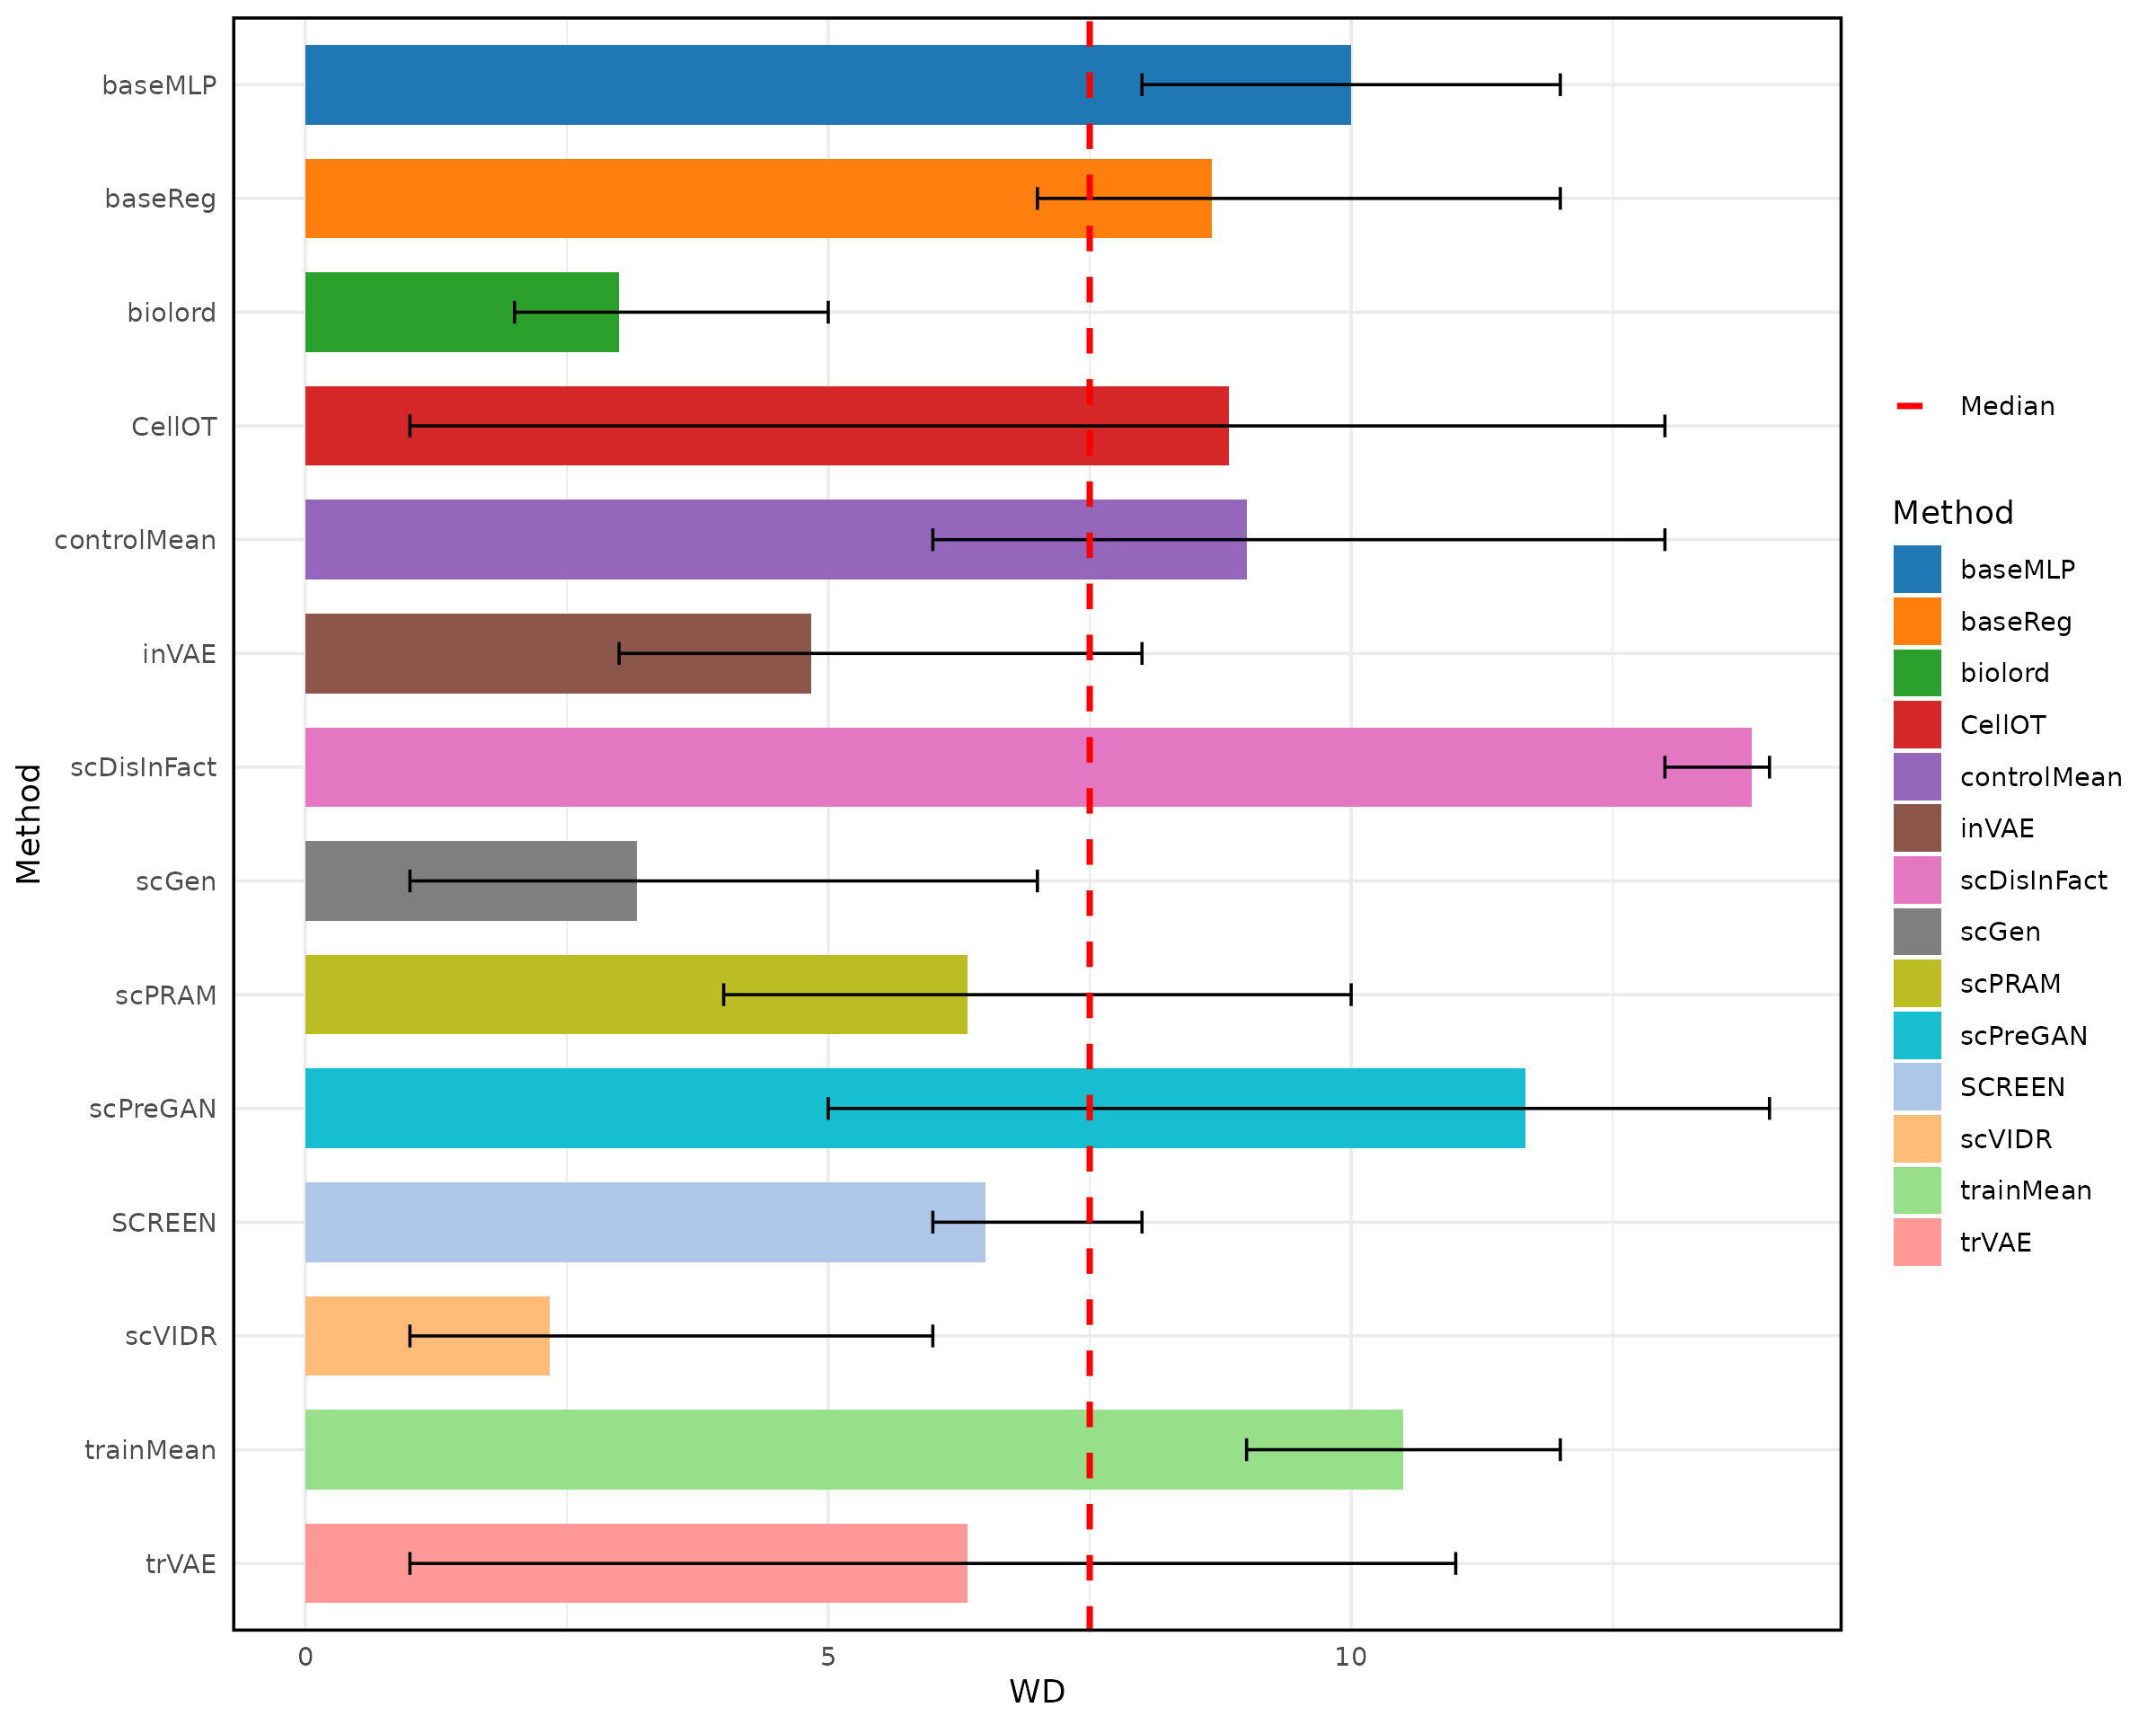 Method
baseMLP
baseReg
biolord
CellOT
controlMean
inVAE
scDisInFact
scGen
scPRAM
scPreGAN
SCREEN
scVIDR
trainMean
trVAE
0 5 10
WD
Median
Method
baseMLP
baseReg
biolord
CellOT
controlMean
inVAE
scDisInFact
scGen
scPRAM
scPreGAN
SCREEN
scVIDR
trainMean
trVAE